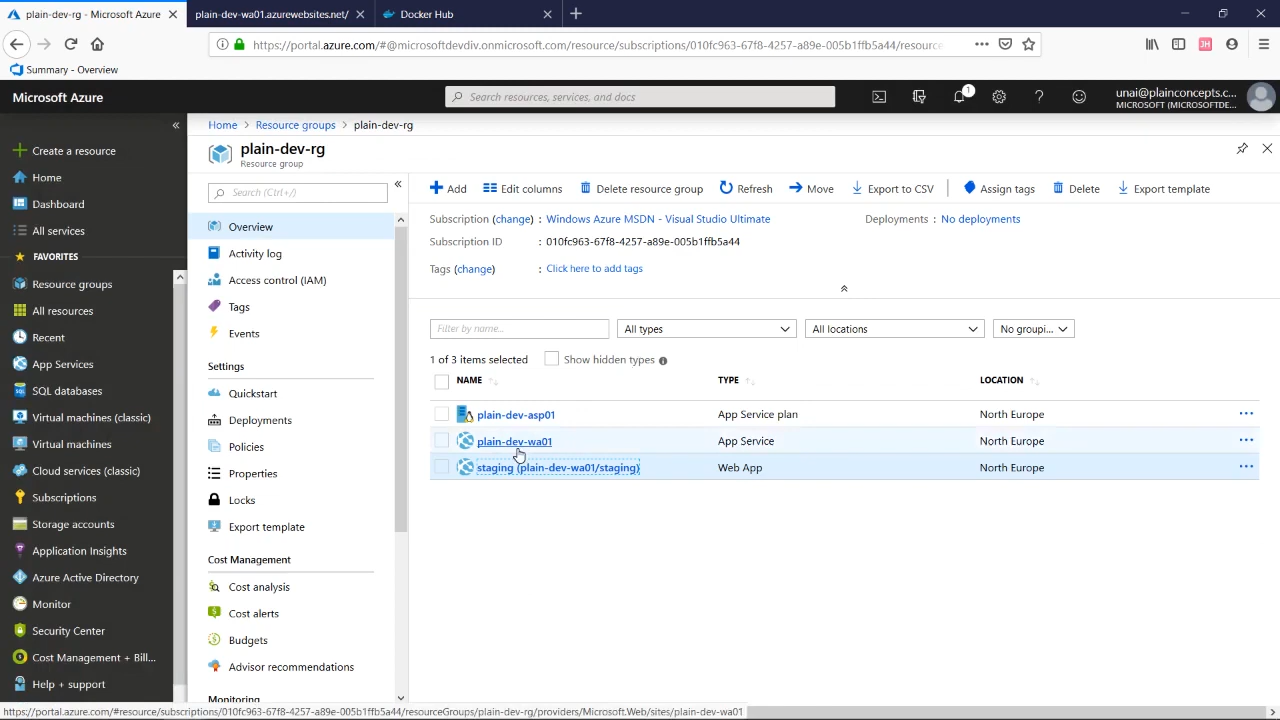 plain-dev-rg - Microsoft Azure
plain-dev-wa01.azurewebsites.net/
Docker Hub
https://portal.azure.com/#@microsoftdevdiv.onmicrosoft.com/resource/subscriptions/010fc963-67f8-4257-a89e-005b1ffb5a44/resource
Summary - Overview
Microsoft Azure
Search resources, services, and docs
1
unai@plainconcepts.c...
MICROSOFT (MICROSOFTDE...
Home > Resource groups > plain-dev-rg
Create a resource
Home
Dashboard
All services
FAVORITES
Resource groups
All resources
Recent
App Services
SQL databases
Virtual machines (classic)
Virtual machines
Cloud services (classic)
Subscriptions
Storage accounts
Application Insights
Azure Active Directory
Monitor
Security Center
Cost Management + Bill...
Help + support
plain-dev-rg
Resource group
Search (Ctrl+/)
Overview
Activity log
Access control (IAM)
Tags
Events
Settings
Quickstart
Deployments
Policies
Properties
Locks
Export template
Cost Management
Cost analysis
Cost alerts
Budgets
Advisor recommendations
Monitoring
Add Edit columns Delete resource group Refresh Move Export to CSV Assign tags Delete Export template
Subscription (change) : Windows Azure MSDN - Visual Studio Ultimate Deployments : No deployments
Subscription ID : 010fc963-67f8-4257-a89e-005b1ffb5a44
Tags (change) : Click here to add tags
Filter by name... All types All locations No groupi...
1 of 3 items selected Show hidden types
NAME TYPE LOCATION
plain-dev-asp01 App Service plan North Europe
plain-dev-wa01 App Service North Europe
staging (plain-dev-wa01/staging) Web App North Europe
https://portal.azure.com/#resource/subscriptions/010fc963-67f8-4257-a89e-005b1ffb5a44/resourceGroups/plain-dev-rg/providers/Microsoft.Web/sites/plain-dev-wa01